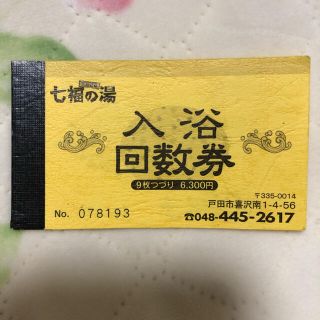 七福の湯
入浴
回数券
9枚つづり 6,300円
〒335-0014
戸田市喜沢南1-4-56
No. 078193
☎048-445-2617